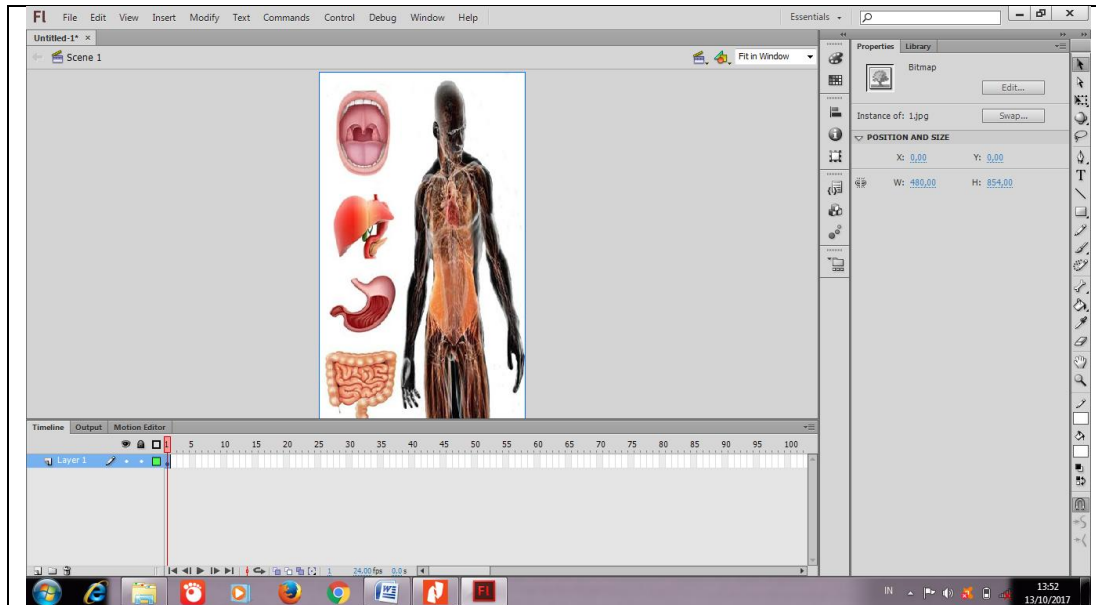 Fl File Edit View Insert Modify Text Commands Control Debug Window Help Essentials
Untitled-1* ×
Scene 1 Fit in Window
Properties Library
Bitmap
Edit...
Instance of: 1.jpg Swap...
POSITION AND SIZE
X: 0,00 Y: 0,00
W: 480,00 H: 854,00
Timeline Output Motion Editor
1 5 10 15 20 25 30 35 40 45 50 55 60 65 70 75 80 85 90 95 100
Layer 1
1 24.00 fps 0.0 s
Fl
IN 13:52
13/10/2017